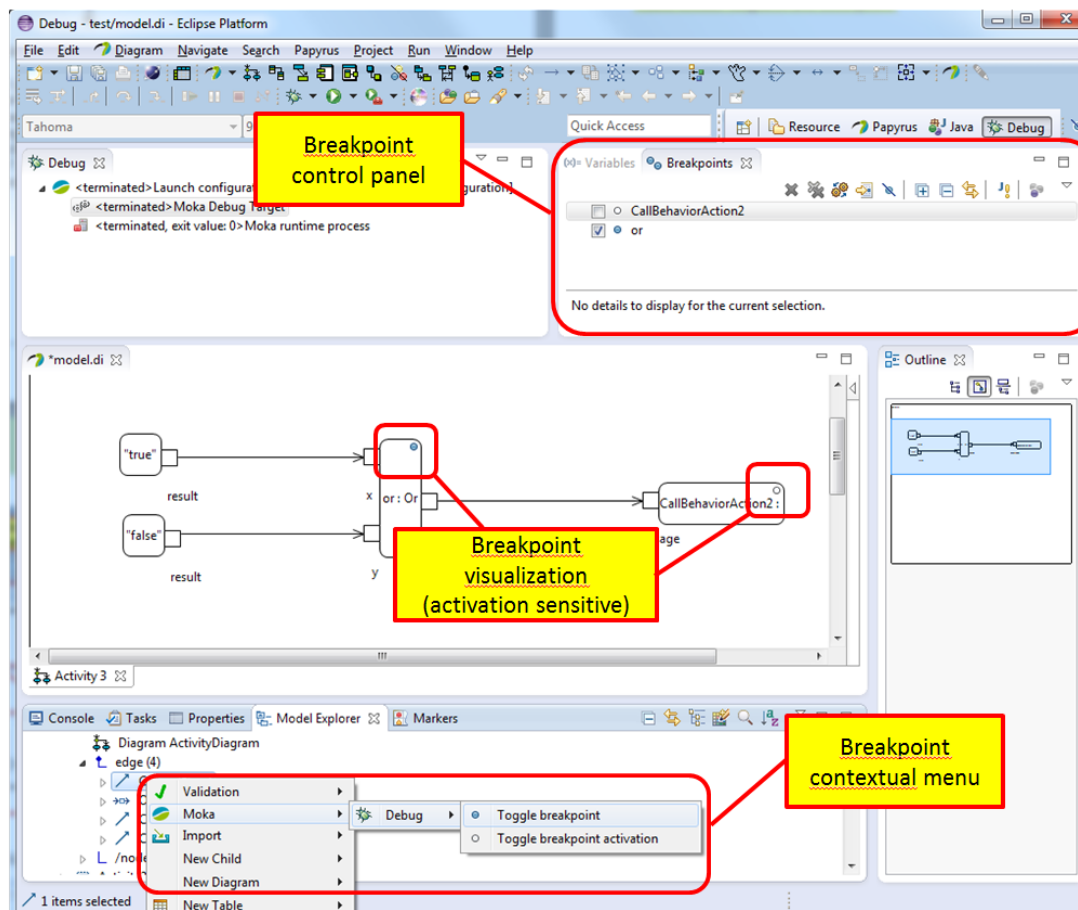 Debug - test/model.di - Eclipse Platform
File Edit Diagram Navigate Search Papyrus Project Run Window Help
Tahoma 9 Quick Access Resource Papyrus Java Debug
Breakpoint
control panel
Debug
<terminated>Launch configura uration]
<terminated>Moka Debug Target
<terminated, exit value: 0>Moka runtime process
(x)= Variables Breakpoints
CallBehaviorAction2
or
No details to display for the current selection.
*model.di
Outline
"true"
result
x
or : Or
CallBehaviorAction2 :
"false"
result
y
age
Breakpoint
visualization
(activation sensitive)
Activity 3
Console Tasks Properties Model Explorer Markers
Diagram ActivityDiagram
edge (4)
/node
Validation
Moka
Import
New Child
New Diagram
New Table
Debug
Toggle breakpoint
Toggle breakpoint activation
Breakpoint
contextual menu
1 items selected